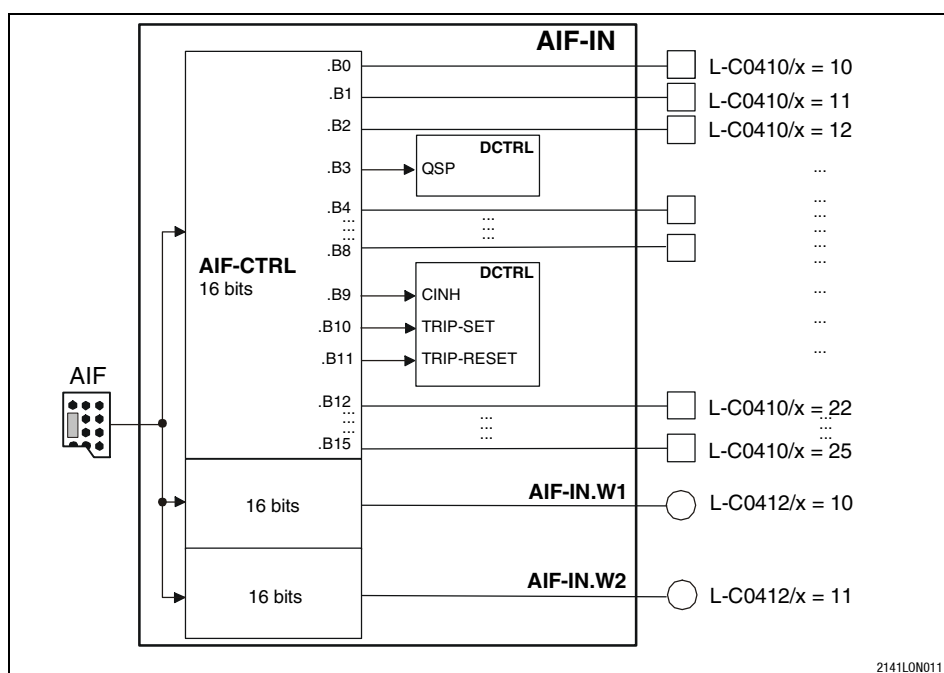 AIF-IN
.B0 L-C0410/x = 10
.B1 L-C0410/x = 11
.B2 L-C0410/x = 12
DCTRL
.B3 QSP ...
.B4 ...
... ... ...
... ... ...
.B8 ...
AIF-CTRL
16 bits
DCTRL
.B9 CINH ...
.B10 TRIP-SET ...
.B11 TRIP-RESET ...
AIF
.B12 L-C0410/x = 22
... ... ...
... ... ...
.B15 L-C0410/x = 25
16 bits AIF-IN.W1 L-C0412/x = 10
16 bits AIF-IN.W2 L-C0412/x = 11
2141LON011